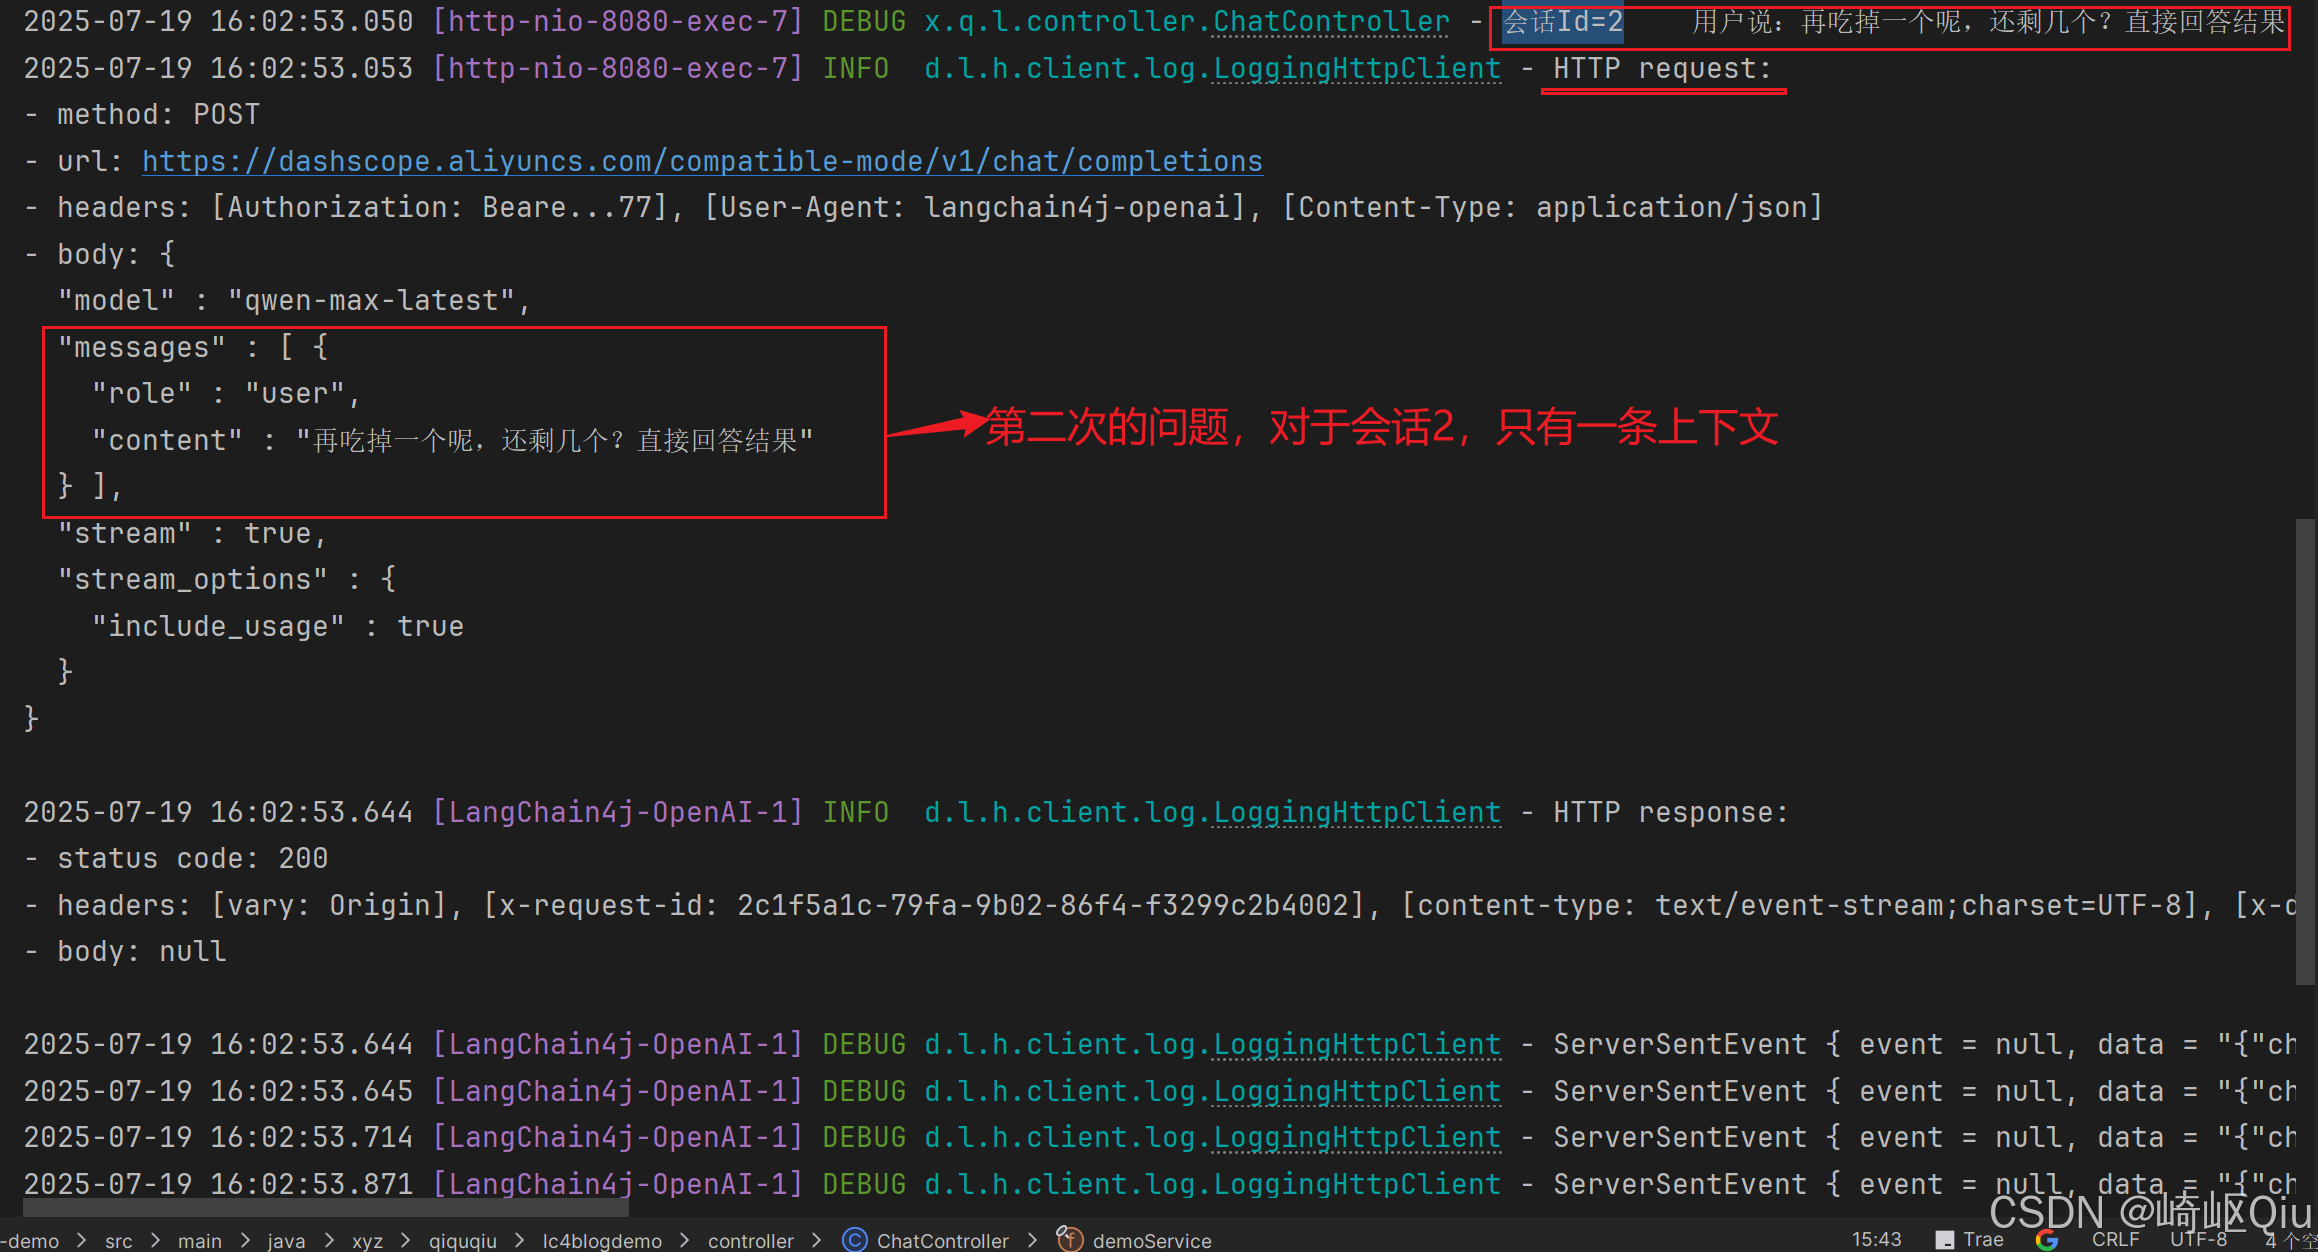 2025-07-19 16:02:53.050 [http-nio-8080-exec-7] DEBUG x.q.l.controller.ChatController - 会话Id=2 用户说：再吃掉一个呢，还剩几个？直接回答结果
2025-07-19 16:02:53.053 [http-nio-8080-exec-7] INFO d.l.h.client.log.LoggingHttpClient - HTTP request:
- method: POST
- url: https://dashscope.aliyuncs.com/compatible-mode/v1/chat/completions
- headers: [Authorization: Beare...77], [User-Agent: langchain4j-openai], [Content-Type: application/json]
- body: {
"model" : "qwen-max-latest",
"messages" : [ {
"role" : "user",
"content" : "再吃掉一个呢，还剩几个？直接回答结果"
第二次的问题，对于会话2，只有一条上下文
} ],
"stream" : true,
"stream_options" : {
"include_usage" : true
}
}
2025-07-19 16:02:53.644 [LangChain4j-OpenAI-1] INFO d.l.h.client.log.LoggingHttpClient - HTTP response:
- status code: 200
- headers: [vary: Origin], [x-request-id: 2c1f5a1c-79fa-9b02-86f4-f3299c2b4002], [content-type: text/event-stream;charset=UTF-8], [x-d
- body: null
2025-07-19 16:02:53.644 [LangChain4j-OpenAI-1] DEBUG d.l.h.client.log.LoggingHttpClient - ServerSentEvent { event = null, data = "{"ch
2025-07-19 16:02:53.645 [LangChain4j-OpenAI-1] DEBUG d.l.h.client.log.LoggingHttpClient - ServerSentEvent { event = null, data = "{"ch
2025-07-19 16:02:53.714 [LangChain4j-OpenAI-1] DEBUG d.l.h.client.log.LoggingHttpClient - ServerSentEvent { event = null, data = "{"ch
2025-07-19 16:02:53.871 [LangChain4j-OpenAI-1] DEBUG d.l.h.client.log.LoggingHttpClient - ServerSentEvent { event = null, data = "{"ch
CSDN @崎岖Qiu
-demo > src > main > java > xyz > qiquqiu > lc4blogdemo > controller > ChatController > demoService 15:43 Trae CRLF UTF-8 4 个空